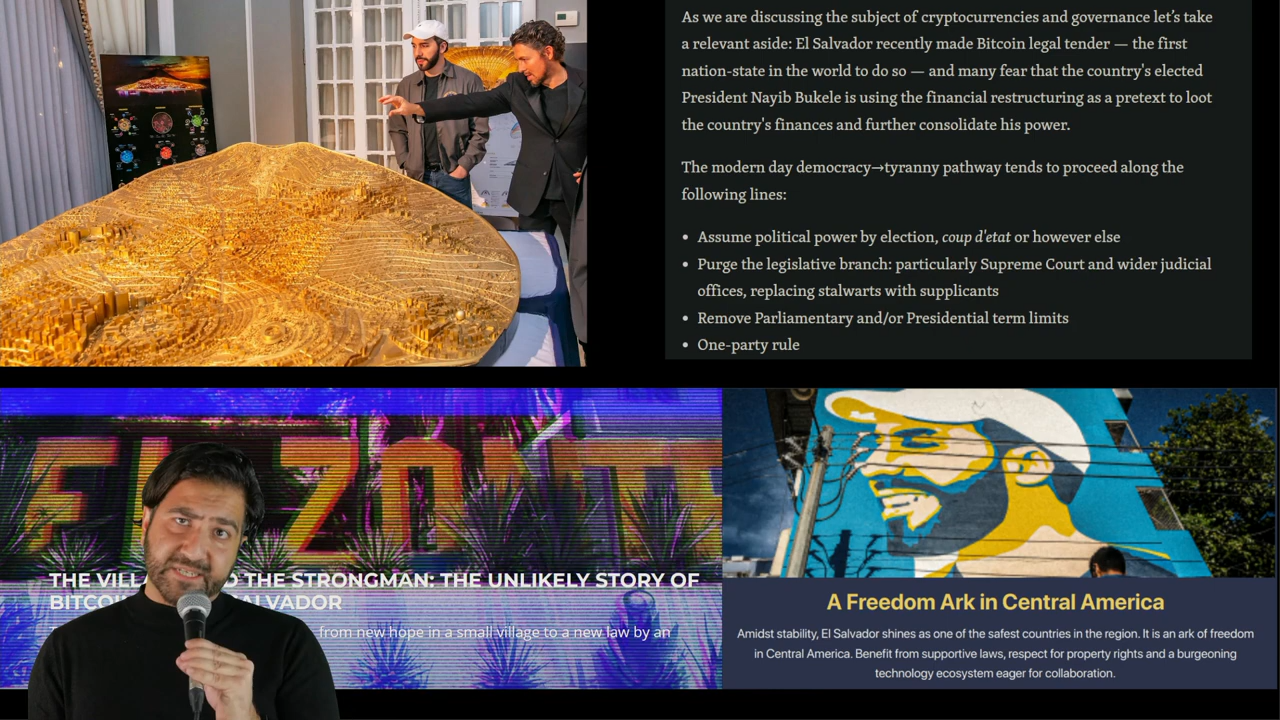 As we are discussing the subject of cryptocurrencies and governance let's take
a relevant aside: El Salvador recently made Bitcoin legal tender — the first
nation-state in the world to do so — and many fear that the country's elected
President Nayib Bukele is using the financial restructuring as a pretext to loot
the country's finances and further consolidate his power.
The modern day democracy→tyranny pathway tends to proceed along the
following lines:
• Assume political power by election, coup d'etat or however else
• Purge the legislative branch: particularly Supreme Court and wider judicial
offices, replacing stalwarts with supplicants
• Remove Parliamentary and/or Presidential term limits
• One-party rule
EL ZONTE
THE STRONGMAN: THE UNLIKELY STORY OF
from new hope in a small village to a new law by an
A Freedom Ark in Central America
Amidst stability, El Salvador shines as one of the safest countries in the region. It is an ark of freedom
in Central America. Benefit from supportive laws, respect for property rights and a burgeoning
technology ecosystem eager for collaboration.